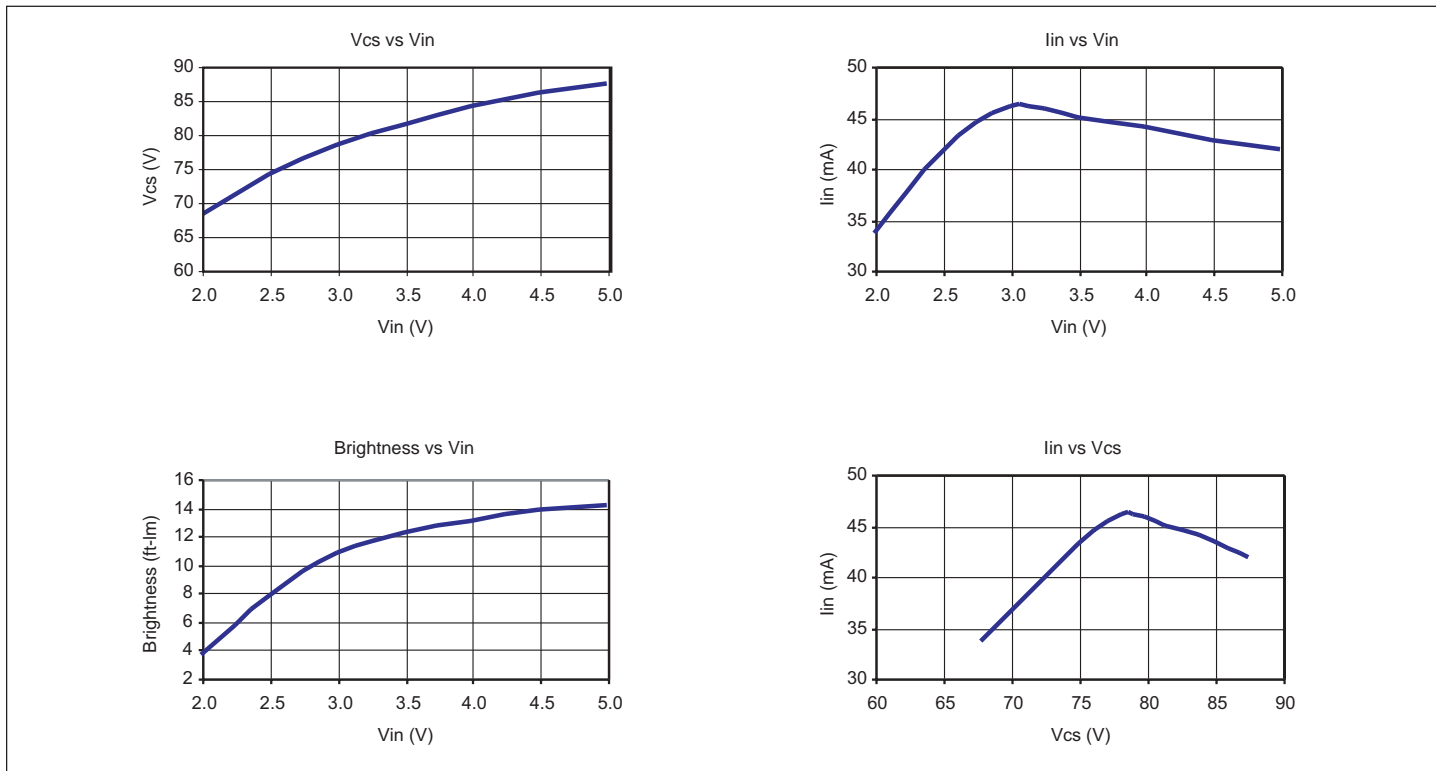 Vcs vs Vin
90
85
80
75
70
65
60
Vcs (V)
2.0 2.5 3.0 3.5 4.0 4.5 5.0
Vin (V)
Iin vs Vin
50
45
40
35
30
Iin (mA)
2.0 2.5 3.0 3.5 4.0 4.5 5.0
Vin (V)
Brightness vs Vin
16
14
12
10
8
6
4
2
Brightness (ft-lm)
2.0 2.5 3.0 3.5 4.0 4.5 5.0
Vin (V)
Iin vs Vcs
50
45
40
35
30
Iin (mA)
60 65 70 75 80 85 90
Vcs (V)